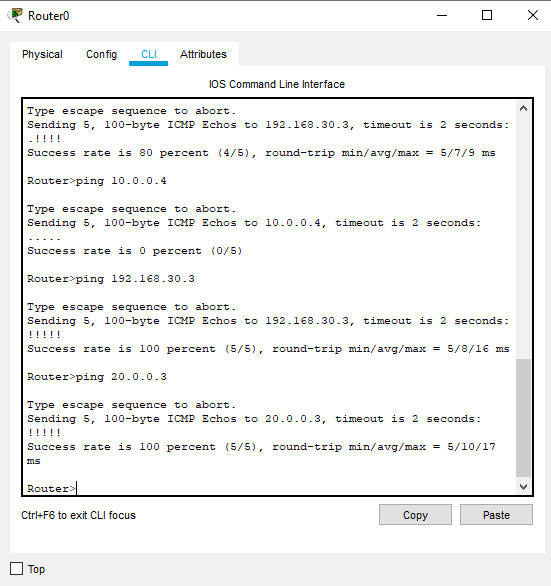 Router0
Physical Config CLI Attributes
IOS Command Line Interface
Type escape sequence to abort.
Sending 5, 100-byte ICMP Echos to 192.168.30.3, timeout is 2 seconds:
.!!!!
Success rate is 80 percent (4/5), round-trip min/avg/max = 5/7/9 ms
Router>ping 10.0.0.4
Type escape sequence to abort.
Sending 5, 100-byte ICMP Echos to 10.0.0.4, timeout is 2 seconds:
.....
Success rate is 0 percent (0/5)
Router>ping 192.168.30.3
Type escape sequence to abort.
Sending 5, 100-byte ICMP Echos to 192.168.30.3, timeout is 2 seconds:
!!!!!
Success rate is 100 percent (5/5), round-trip min/avg/max = 5/8/16 ms
Router>ping 20.0.0.3
Type escape sequence to abort.
Sending 5, 100-byte ICMP Echos to 20.0.0.3, timeout is 2 seconds:
!!!!!
Success rate is 100 percent (5/5), round-trip min/avg/max = 5/10/17
ms
Router>
Ctrl+F6 to exit CLI focus Copy Paste
Top